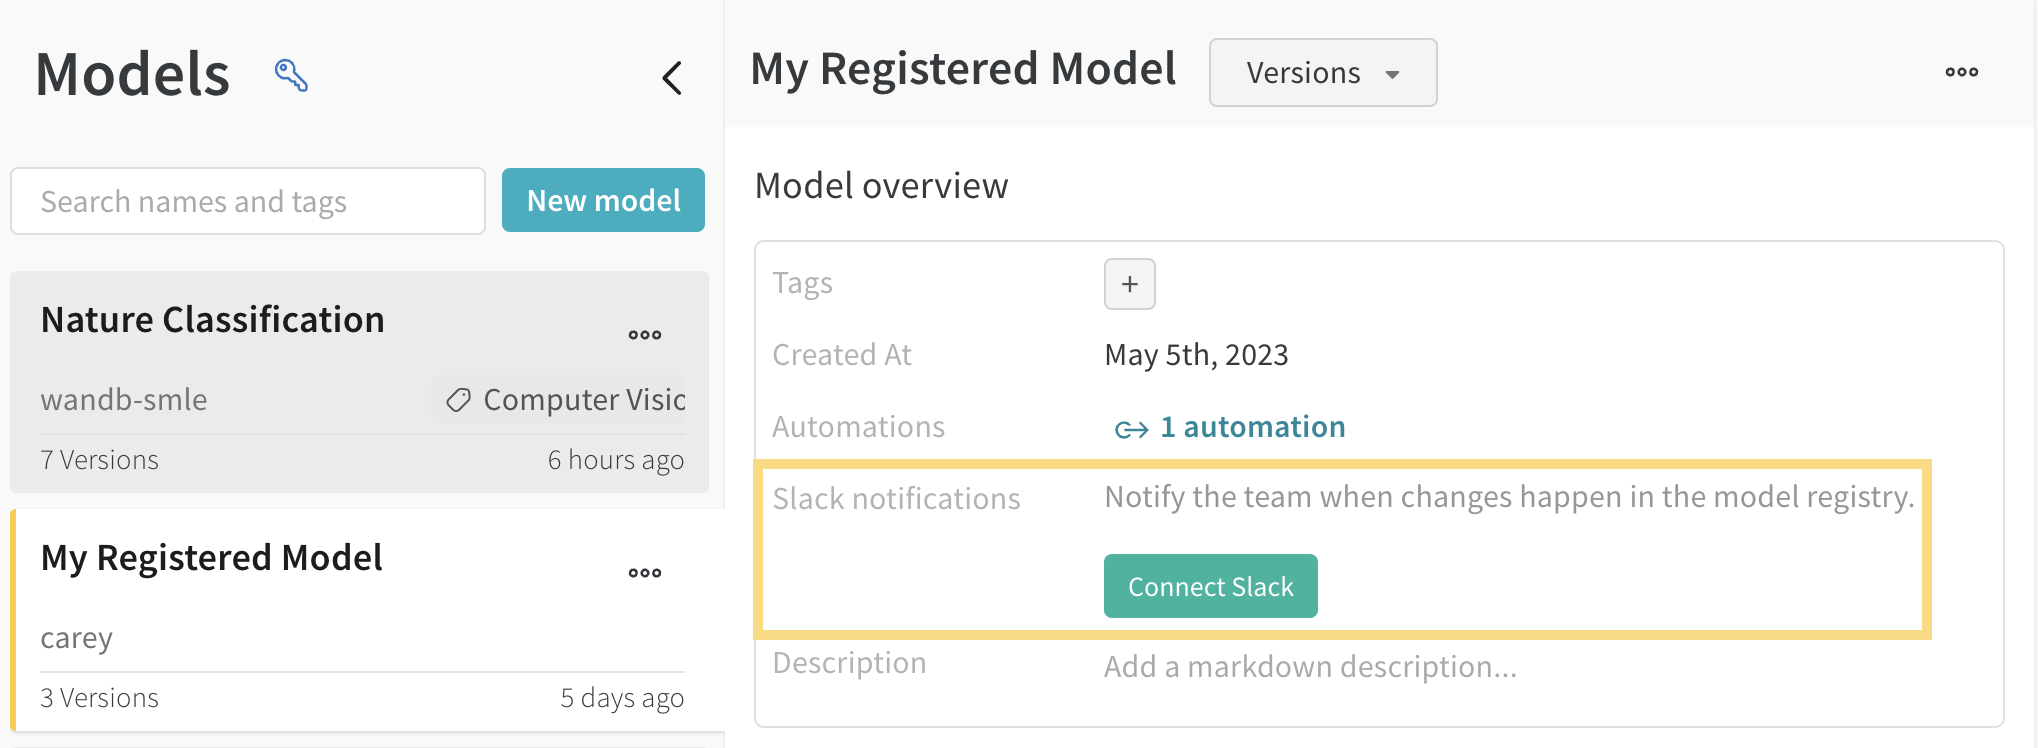 Models
Search names and tags
New model
Nature Classification
wandb-smle
Computer Visic
7 Versions
6 hours ago
My Registered Model
carey
3 Versions
5 days ago
My Registered Model
Versions
Model overview
Tags
+
Created At
May 5th, 2023
Automations
1 automation
Slack notifications
Notify the team when changes happen in the model registry.
Connect Slack
Description
Add a markdown description...